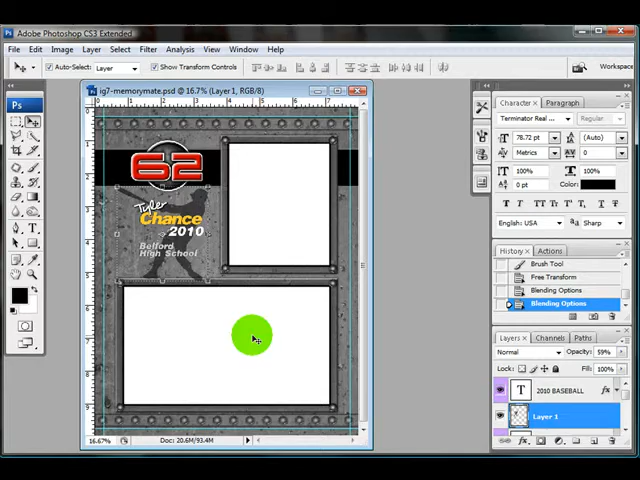 Adobe Photoshop CS3 Extended
File Edit Image Layer Select Filter Analysis View Window Help
Auto-Select: Layer Show Transform Controls Workspace
ig7-memorymate.psd @ 16.7% (Layer 1, RGB/8)
Ps
62
Tyler
Chance
2010
Belford
High School
16.67% Doc: 20.6M/93.4M
Character Paragraph
Terminator Real ... Regular
78.72 pt (Auto)
Metrics 0
100% 100%
0 pt Color:
T T TT Tt T T T T
English: USA Sharp
History Actions
Brush Tool
Free Transform
Blending Options
Blending Options
Layers Channels Paths
Normal Opacity: 59%
Lock: Fill: 100%
T 2010 BASEBALL fx
Layer 1